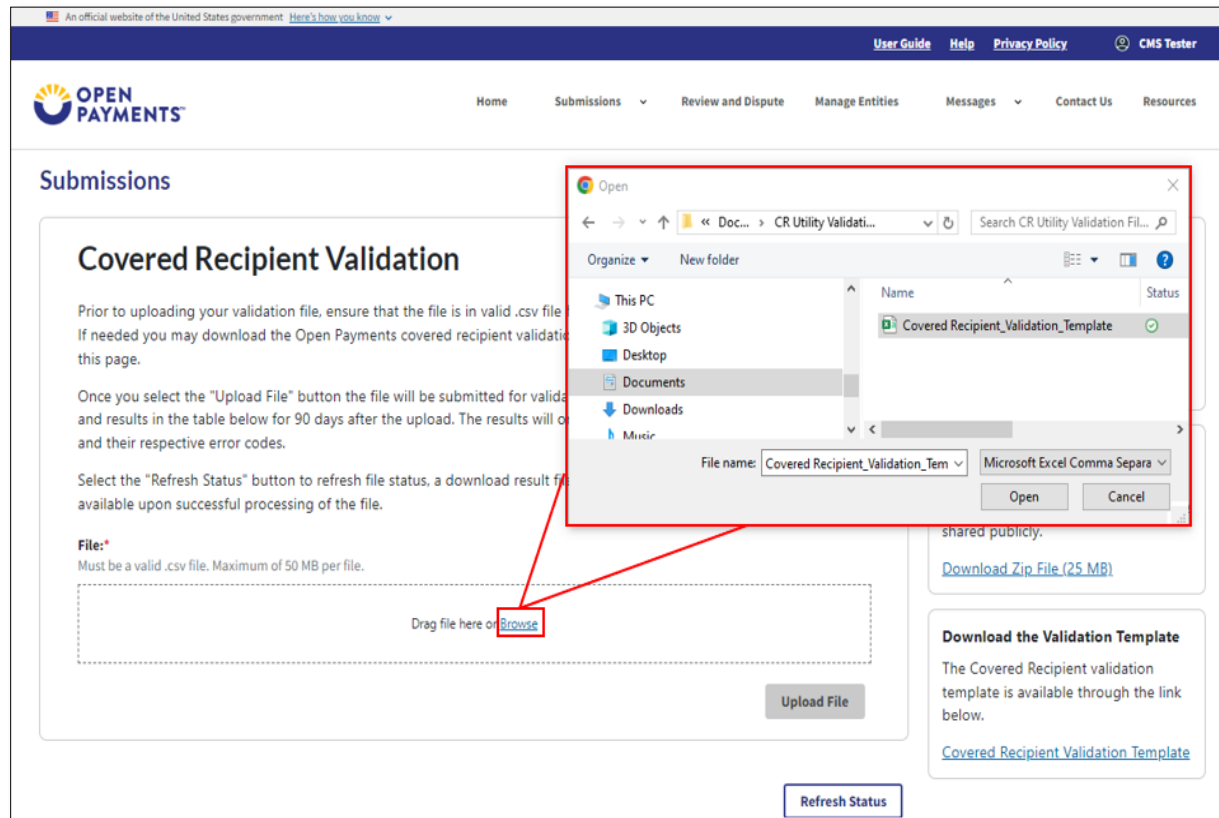 An official website of the United States government Here's how you know
User Guide Help Privacy Policy CMS Tester
OPEN PAYMENTS™
Home Submissions Review and Dispute Manage Entities Messages Contact Us Resources
Submissions
Covered Recipient Validation
Prior to uploading your validation file, ensure that the file is in valid .csv file
If needed you may download the Open Payments covered recipient validatio
this page.
Once you select the "Upload File" button the file will be submitted for valida
and results in the table below for 90 days after the upload. The results will o
and their respective error codes.
Select the "Refresh Status" button to refresh file status, a download result fil
available upon successful processing of the file.
File:*
Must be a valid .csv file. Maximum of 50 MB per file.
Drag file here or Browse
Upload File
Refresh Status
Open
« Doc... > CR Utility Validati...
Search CR Utility Validation Fil...
Organize New folder
This PC
3D Objects
Desktop
Documents
Downloads
Music
Name Status
Covered Recipient_Validation_Template
File name: Covered Recipient_Validation_Tem Microsoft Excel Comma Separa
Open Cancel
shared publicly.
Download Zip File (25 MB)
Download the Validation Template
The Covered Recipient validation
template is available through the link
below.
Covered Recipient Validation Template